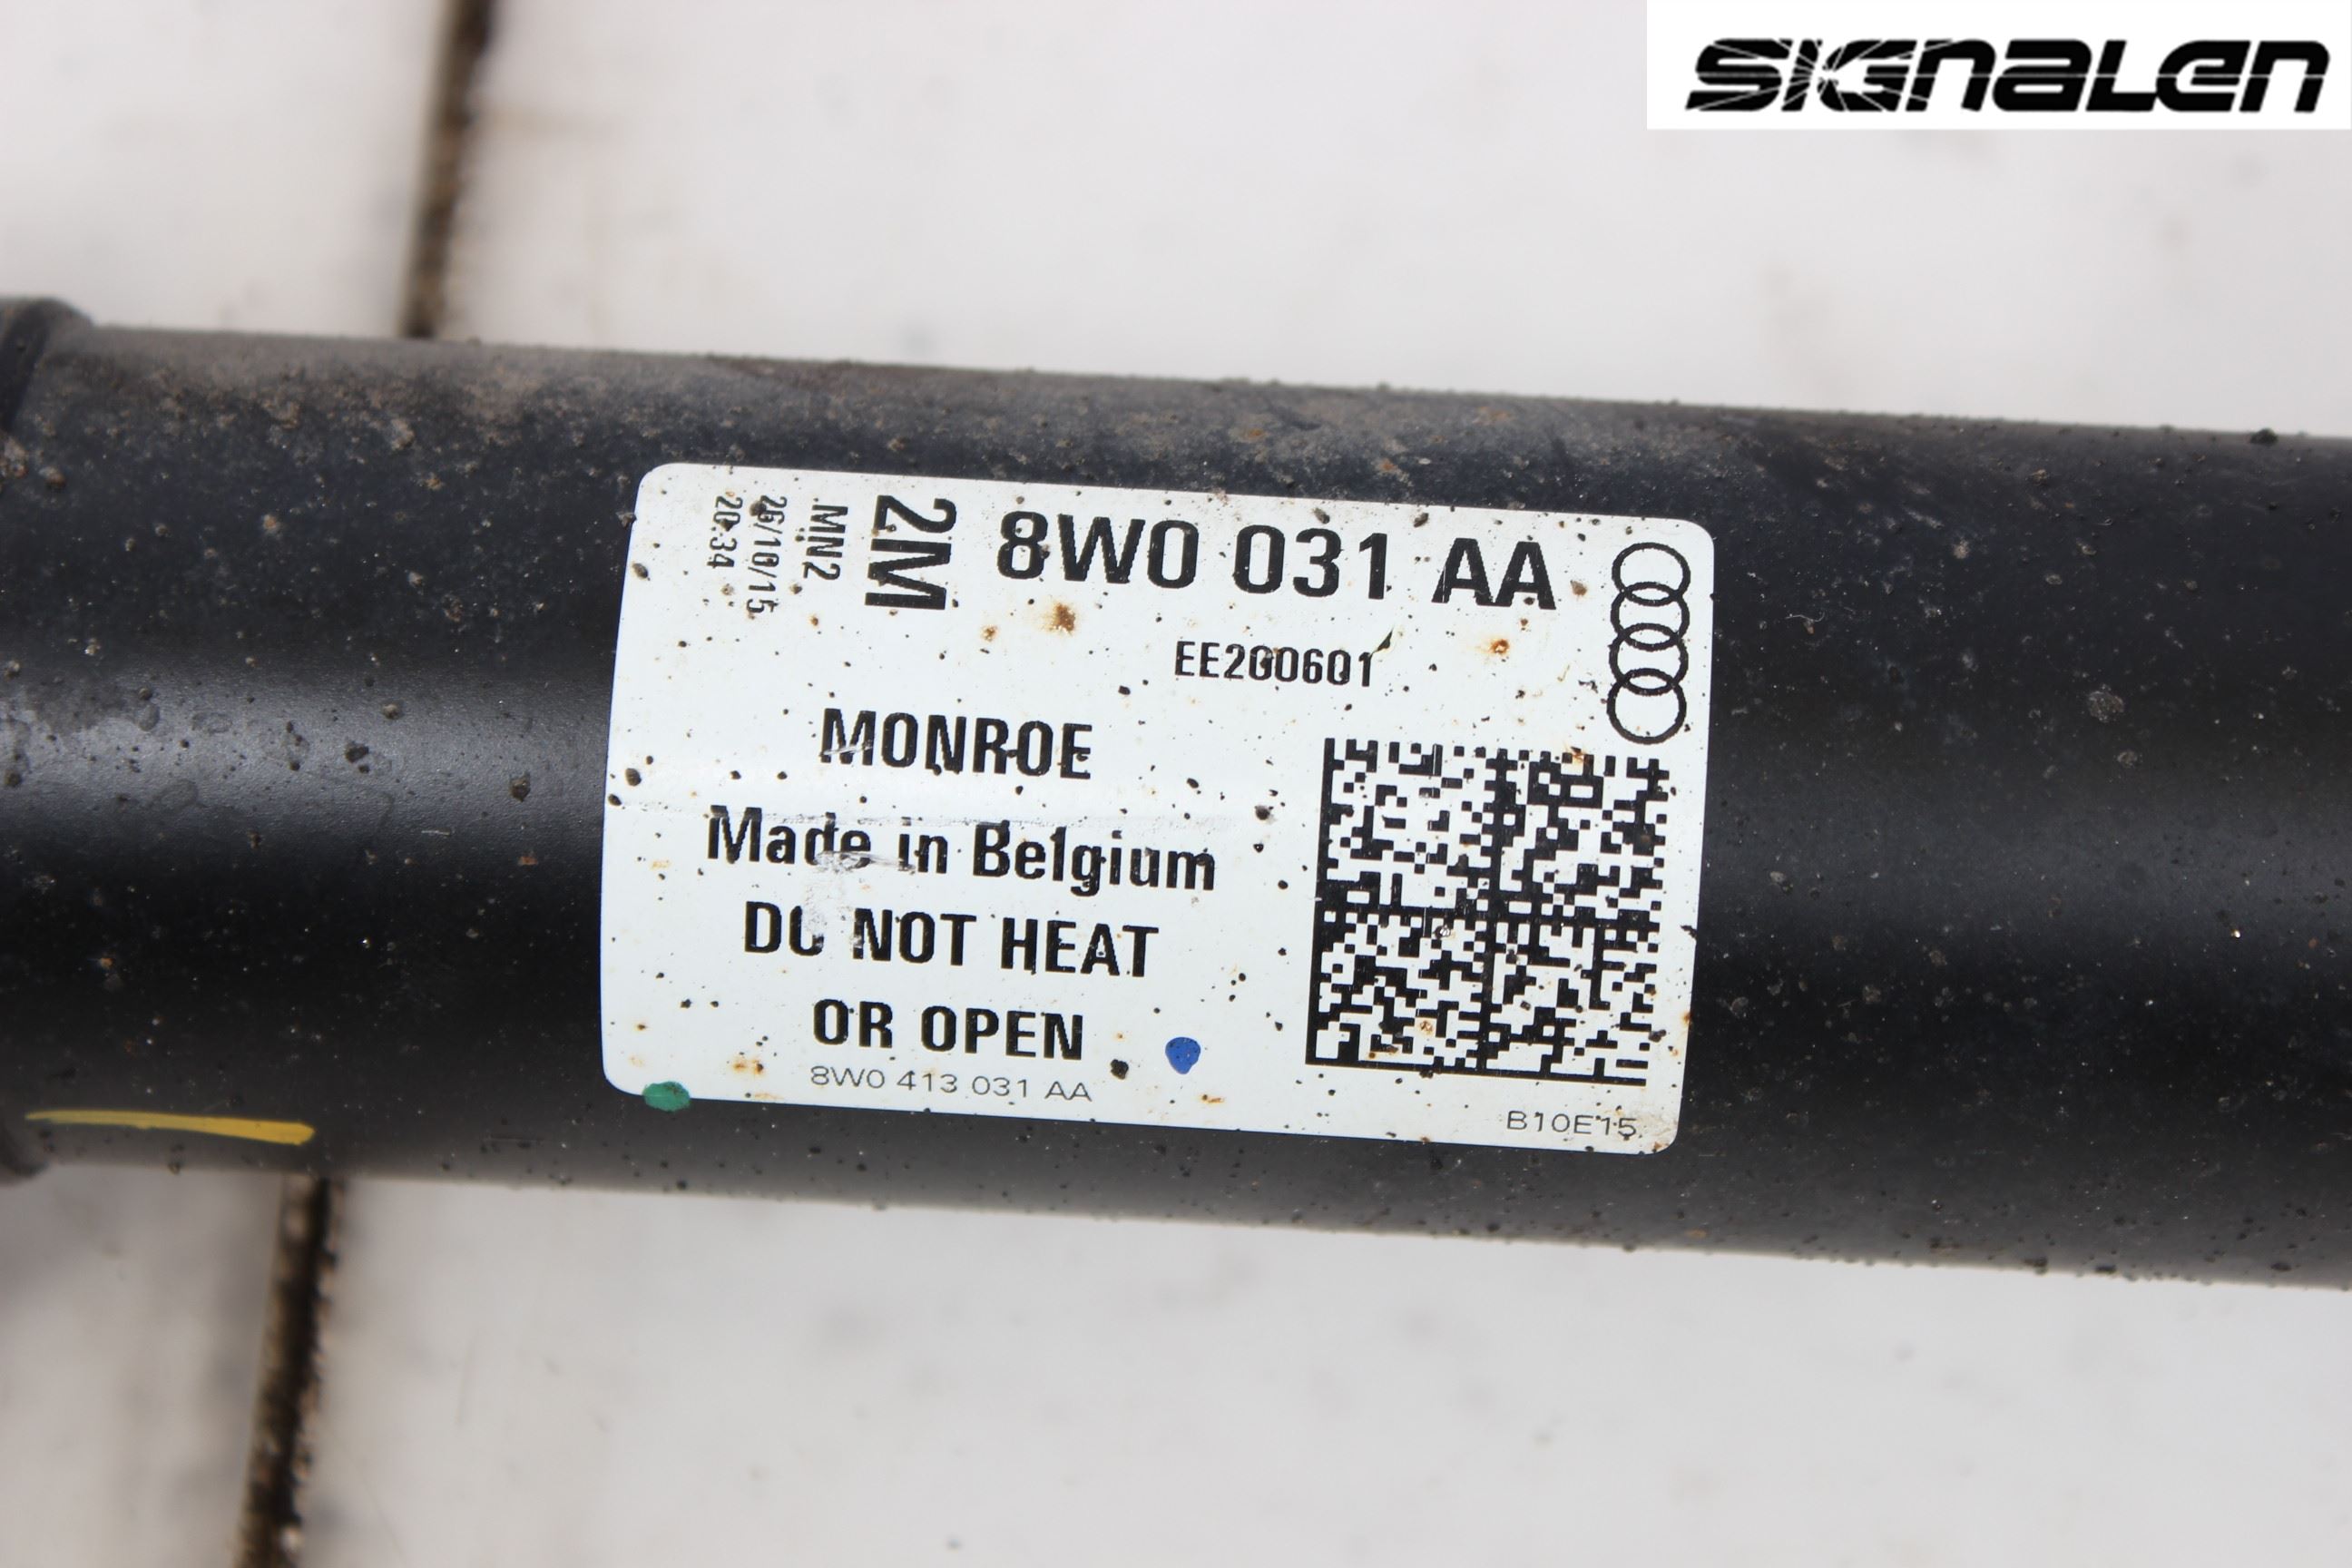 SIGNALEN
8W0 031 AA
2M
MN2
26/10/15
20:34
EE200601
MONROE
Made in Belgium
DO NOT HEAT
OR OPEN
8W0 413 031 AA
B10E15